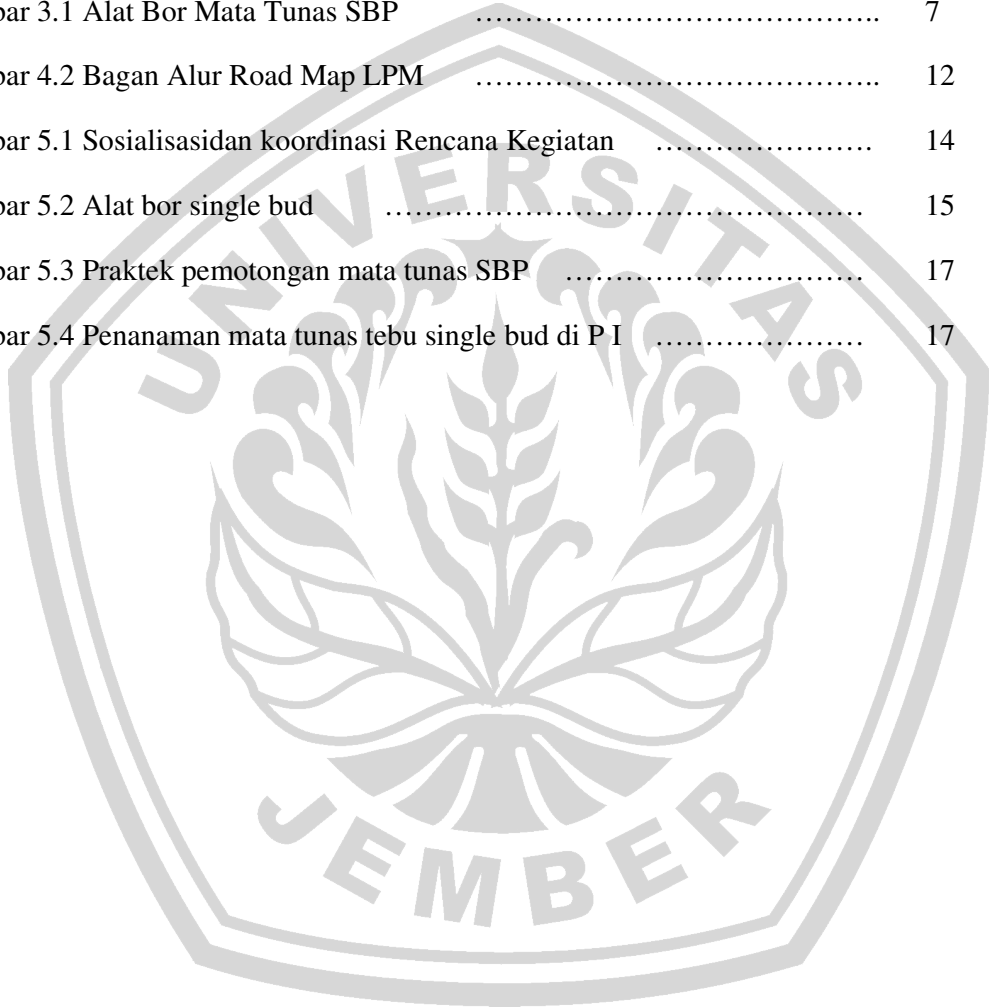 bar 3.1 Alat Bor Mata Tunas SBP ………………………………………….. 7
bar 4.2 Bagan Alur Road Map LPM ………………………………………….. 12
bar 5.1 Sosialisasidan koordinasi Rencana Kegiatan …………………. 14
bar 5.2 Alat bor single bud ………………………………………………… 15
bar 5.3 Praktek pemotongan mata tunas SBP ………………………… 17
bar 5.4 Penanaman mata tunas tebu single bud di P I ………………… 17
UNIVERSITAS
JEMBER